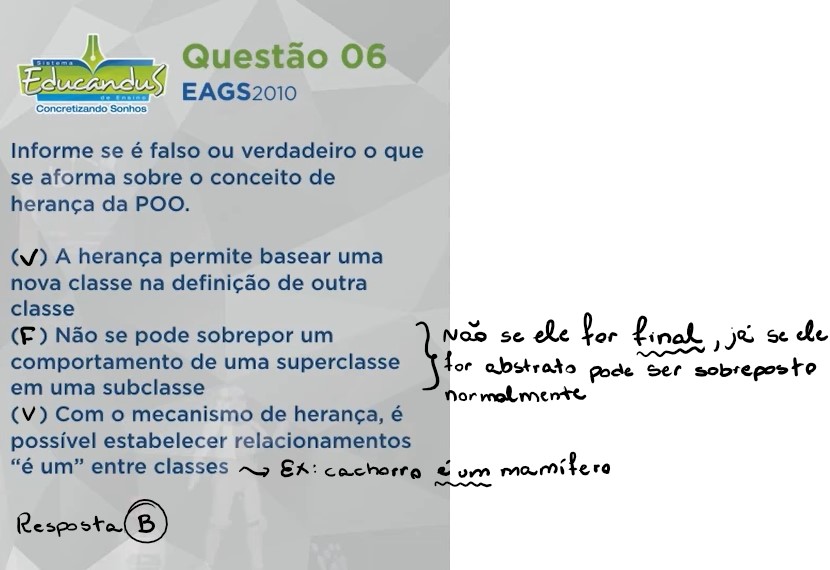 Sistema
Educandus
de Ensino
Concretizando Sonhos
Questão 06
EAGS2010
Informe se é falso ou verdadeiro o que
se aforma sobre o conceito de
herança da POO.
(V) A herança permite basear uma
nova classe na definição de outra
classe
(F) Não se pode sobrepor um
comportamento de uma superclasse
em uma subclasse
Não se ele for final, já se ele
for abstrato pode ser sobreposto
normalmente
(V) Com o mecanismo de herança, é
possível estabelecer relacionamentos
“é um” entre classes ⤳ Ex: cachorro é um mamífero
Resposta B